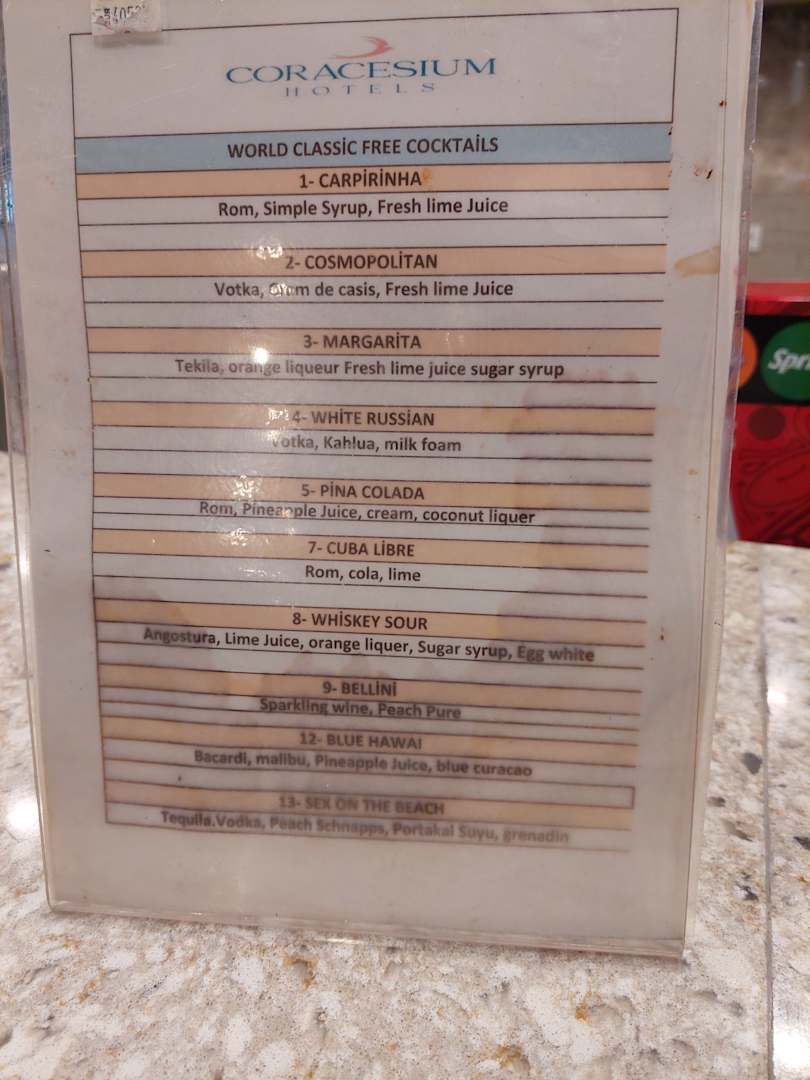 CORACESIUM
HOTELS
WORLD CLASSİC FREE COCKTAİLS
1- CARPİRİNHA
Rom, Simple Syrup, Fresh lime Juice
2- COSMOPOLİTAN
Votka, de casis, Fresh lime Juice
3- MARGARİTA
Tekila, orange liqueur Fresh lime juice sugar syrup
4- WHİTE RUSSİAN
Votka, Kahlua, milk foam
5- PİNA COLADA
Rom, Pineapple Juice, cream, coconut liquer
7- CUBA LİBRE
Rom, cola, lime
8- WHİSKEY SOUR
Angostura, Lime Juice, orange liquer, Sugar syrup, Egg white
9- BELLİNİ
Sparkling wine, Peach Pure
12- BLUE HAWAI
Bacardi, malibu, Pineapple Juice, blue curacao
13- SEX ON THE BEACH
Tequila.Vodka, Peach Schnapps, Portakal Suyu, grenadin